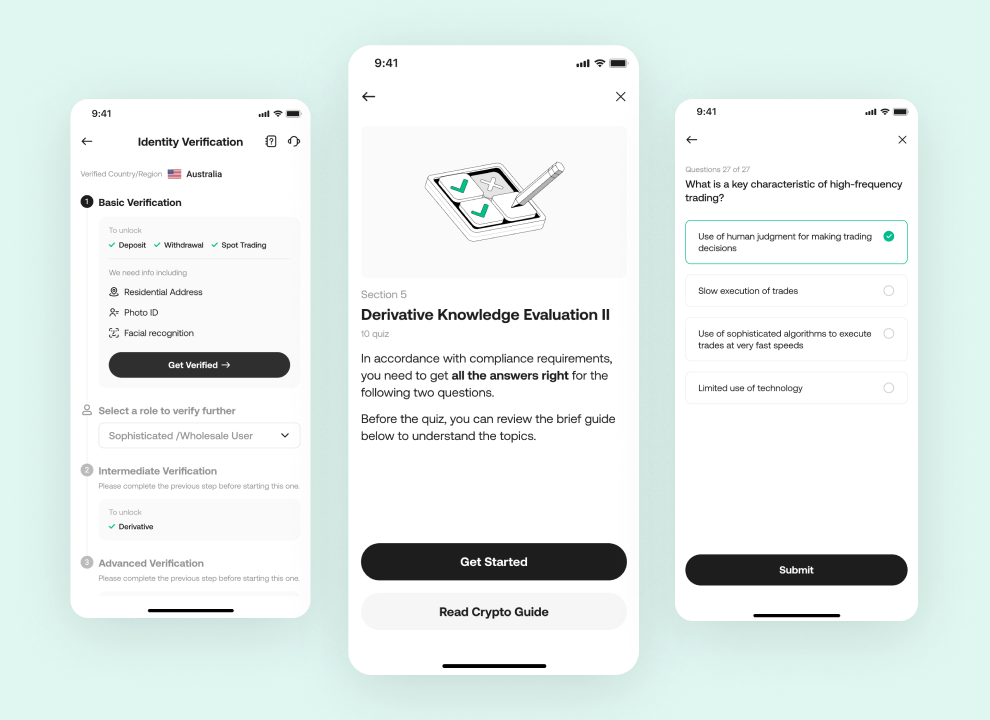 9:41
Identity Verification
Verified Country/Region Australia
1 Basic Verification
To unlock
Deposit Withdrawal Spot Trading
We need info including
Residential Address
Photo ID
Facial recognition
Get Verified →
Select a role to verify further
Sophisticated /Wholesale User
2 Intermediate Verification
Please complete the previous step before starting this one.
To unlock
Derivative
3 Advanced Verification
Please complete the previous step before starting this one.
9:41
Section 5
Derivative Knowledge Evaluation II
10 quiz
In accordance with compliance requirements,
you need to get all the answers right for the
following two questions.
Before the quiz, you can review the brief guide
below to understand the topics.
Get Started
Read Crypto Guide
9:41
Questions 27 of 27
What is a key characteristic of high-frequency
trading?
Use of human judgment for making trading
decisions
Slow execution of trades
Use of sophisticated algorithms to execute
trades at very fast speeds
Limited use of technology
Submit